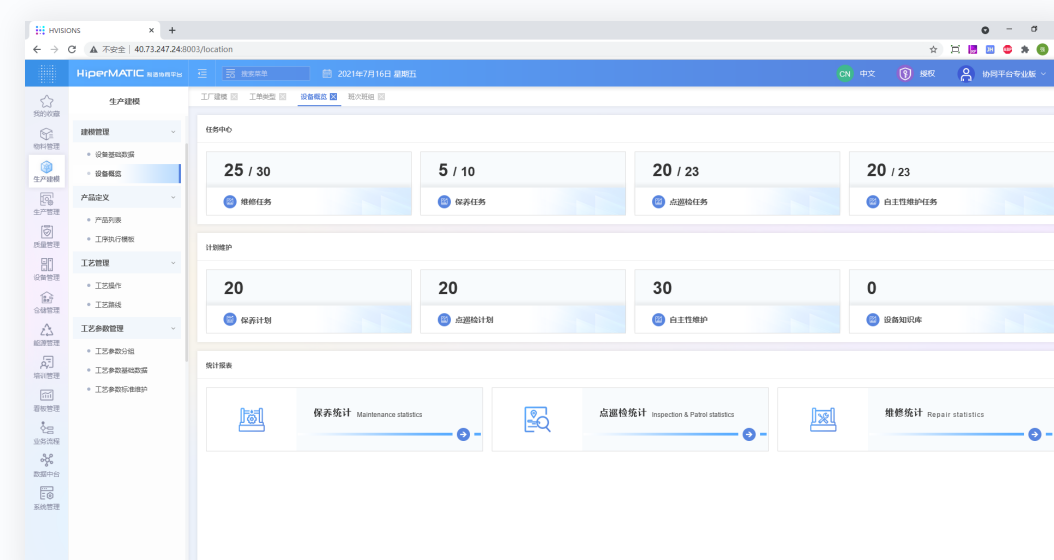 HVISIONS
不安全 | 40.73.247.24:8003/location
HiperMATIC 制造协同平台
搜索菜单
2021年7月16日 星期五
CN 中文
授权
协同平台专业版
我的收藏
物料管理
生产建模
生产管理
质量管理
设备管理
仓储管理
能源管理
培训管理
看板管理
业务流程
数据中台
系统管理
生产建模
建模管理
设备基础数据
设备概览
产品定义
产品列表
工序执行模板
工艺管理
工艺操作
工艺路线
工艺参数管理
工艺参数分组
工艺参数基础数据
工艺参数标准维护
工厂建模 工单类型 设备概览 班次班组
任务中心
25 / 30
维修任务
5 / 10
保养任务
20 / 23
点巡检任务
20 / 23
自主性维护任务
计划维护
20
保养计划
20
点巡检计划
30
自主性维护
0
设备知识库
统计报表
保养统计 Maintenance statistics
点巡检统计 Inspection & Patrol statistics
维修统计 Repair statistics